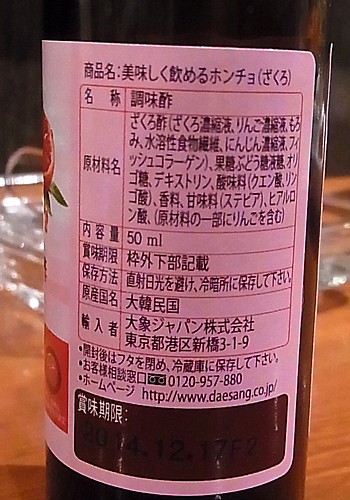 商品名:美味しく飲めるホンチョ(ざくろ)
名 称 調味酢
原材料名 ざくろ酢(ざくろ濃縮液、りんご濃縮液、もろ
み、水溶性食物繊維、にんじん濃縮液、フィ
ッシュコラーゲン)、果糖ぶどう糖液糖、オリ
ゴ糖、デキストリン、酸味料(クエン酸、リン
ゴ酸)、香料、甘味料(ステビア)、ヒアルロ
ン酸、(原材料の一部にりんごを含む)
内 容 量 50 ml
賞味期限 枠外下部記載
保存方法 直射日光を避け、冷暗所に保存して下さい。
原産国名 大韓民国
輸 入 者 大象ジャパン株式会社
東京都港区新橋3-1-9
•開封後はフタを閉め、冷蔵庫に保存して下さい。
•お客様相談窓口 0120-957-880
•ホームページ http://www.daesang.co.jp/
賞味期限:
2014.12.17F2